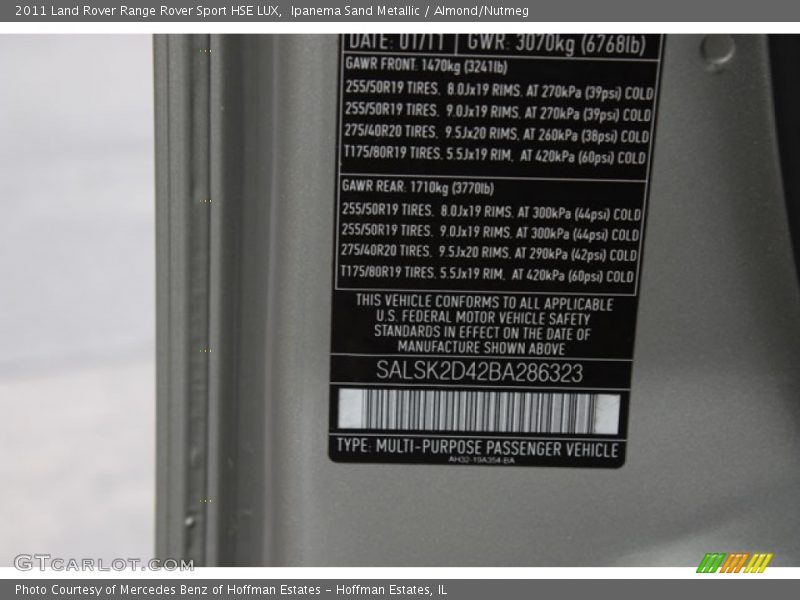 2011 Land Rover Range Rover Sport HSE LUX,  Ipanema Sand Metallic / Almond/Nutmeg
DATE: 01/11 GWR: 3070kg (6768lb)
GAWR FRONT: 1470kg (3241lb)
255/50R19 TIRES. 8.0Jx19 RIMS. AT 270kPa (39psi) COLD
255/50R19 TIRES. 9.0Jx19 RIMS. AT 270kPa (39psi) COLD
275/40R20 TIRES. 9.5Jx20 RIMS. AT 260kPa (38psi) COLD
T175/80R19 TIRES. 5.5Jx19 RIM. AT 420kPa (60psi) COLD
GAWR REAR: 1710kg (3770lb)
255/50R19 TIRES. 8.0Jx19 RIMS. AT 300kPa (44psi) COLD
255/50R19 TIRES. 9.0Jx19 RIMS. AT 300kPa (44psi) COLD
275/40R20 TIRES. 9.5Jx20 RIMS. AT 290kPa (42psi) COLD
T175/80R19 TIRES. 5.5Jx19 RIM. AT 420kPa (60psi) COLD
THIS VEHICLE CONFORMS TO ALL APPLICABLE
U.S. FEDERAL MOTOR VEHICLE SAFETY
STANDARDS IN EFFECT ON THE DATE OF
MANUFACTURE SHOWN ABOVE
SALSK2D42BA286323
TYPE: MULTI-PURPOSE PASSENGER VEHICLE
AH32-19A354-BA
GTCARLOT.COM
Photo Courtesy of Mercedes Benz of Hoffman Estates – Hoffman Estates, IL